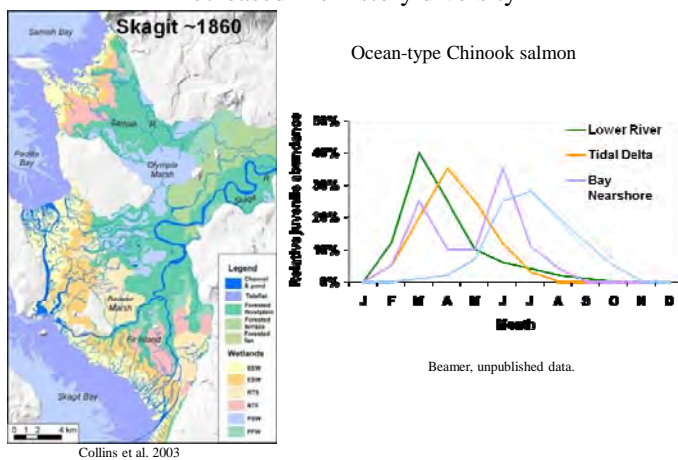 Skagit ~1860
Samish Bay
Samish R.
Padilla Bay
Olympia Marsh
Skagit R.
Marsh
Fir Island
Skagit Bay
Legend
Channel & pond
Tideflat
Forested floodplain
Forested terrace
Forested fan
Wetlands
EEW
ESW
RTS
PSW
PFW
0 1 2 4 km
Collins et al. 2003
Ocean-type Chinook salmon
Relative juvenile abundance
50%
40%
30%
20%
10%
0%
J F M A M J J A S O N D
Month
Lower River
Tidal Delta
Bay
Nearshore
Beamer, unpublished data.